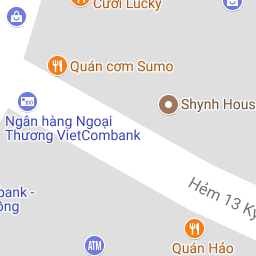 Cưới Lucky
Quán cơm Sumo
Shynh Hous
Ngân hàng Ngoại
Thương VietCombank
Hẻm 13 Kỳ
bank -
ông
ATM
Quán Hảo